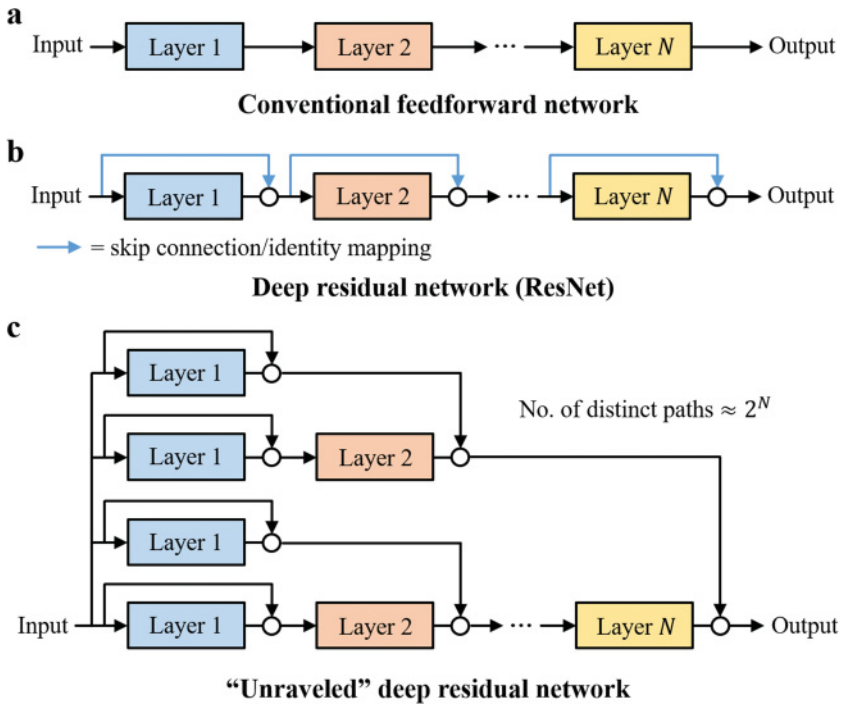 a
Input Layer 1 Layer 2 ... Layer N Output
Conventional feedforward network
b
Input Layer 1 Layer 2 ... Layer N Output
= skip connection/identity mapping
Deep residual network (ResNet)
c
Layer 1
No. of distinct paths ≈ 2^N
Layer 1 Layer 2
Layer 1
Input Layer 1 Layer 2 ... Layer N Output
“Unraveled” deep residual network